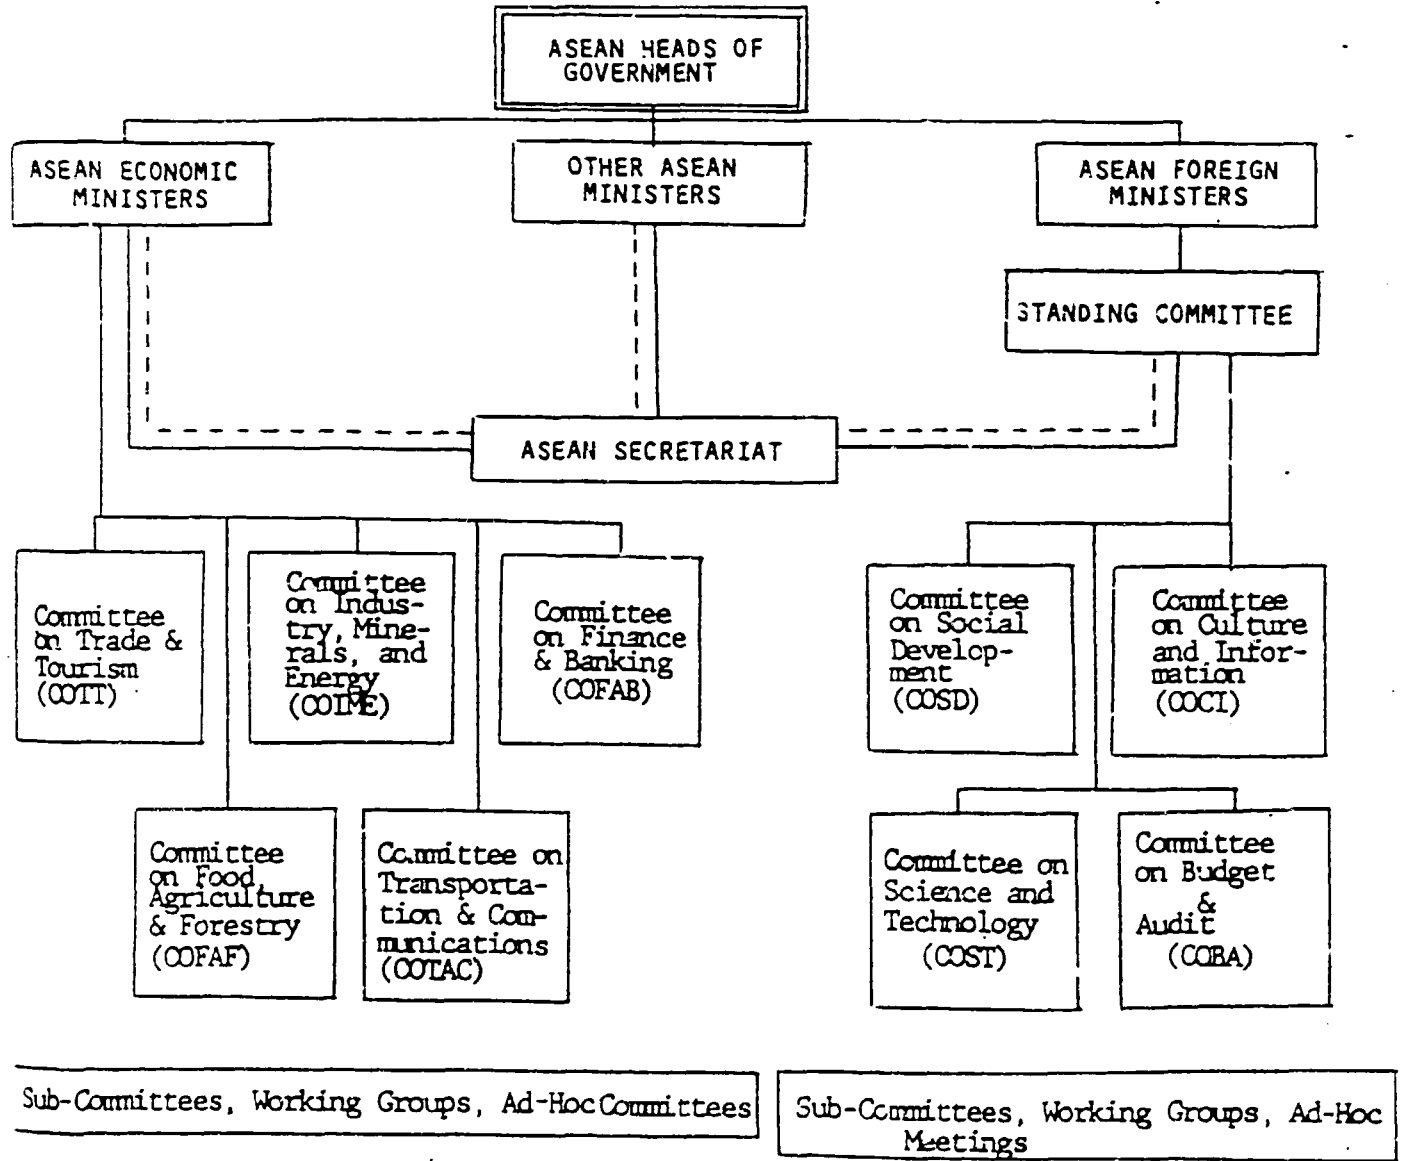 ASEAN HEADS OF
GOVERNMENT
ASEAN ECONOMIC
MINISTERS
OTHER ASEAN
MINISTERS
ASEAN FOREIGN
MINISTERS
STANDING COMMITTEE
ASEAN SECRETARIAT
Committee
on Trade &
Tourism
(COTT)
Committee
on Indus-
try, Mine-
rals, and
Energy
(COIME)
Committee
on Finance
& Banking
(COFAB)
Committee
on Social
Develop-
ment
(COSD)
Committee
on Culture
and Infor-
mation
(COCI)
Committee
on Food,
Agriculture
& Forestry
(COFAF)
Committee on
Transporta-
tion & Com-
munications
(COTAC)
Committee on
Science and
Technology
(COST)
Committee
on Budget
&
Audit
(COBA)
Sub-Committees, Working Groups, Ad-Hoc Committees
Sub-Committees, Working Groups, Ad-Hoc
Meetings